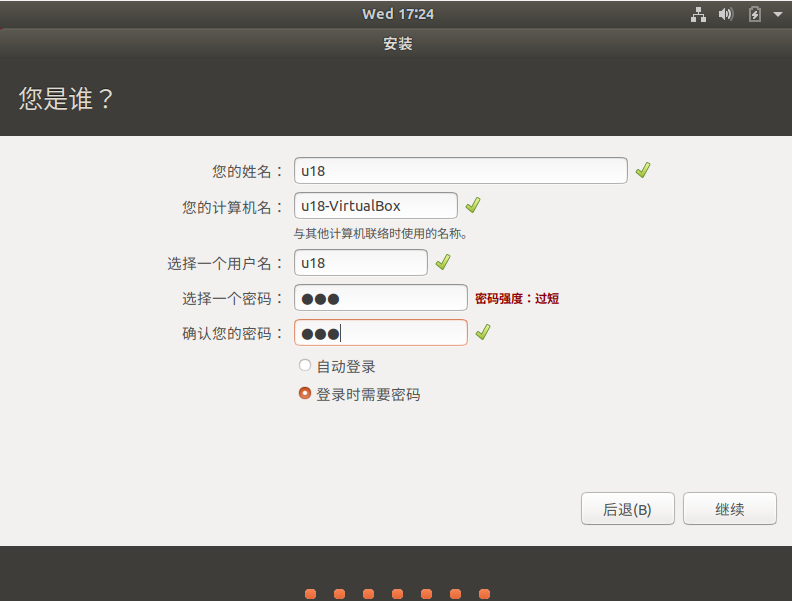 Wed 17:24
安装
您是谁？
您的姓名： u18
您的计算机名： u18-VirtualBox
与其他计算机联络时使用的名称。
选择一个用户名： u18
选择一个密码： ●●● 密码强度：过短
确认您的密码： ●●●
自动登录
登录时需要密码
后退(B) 继续